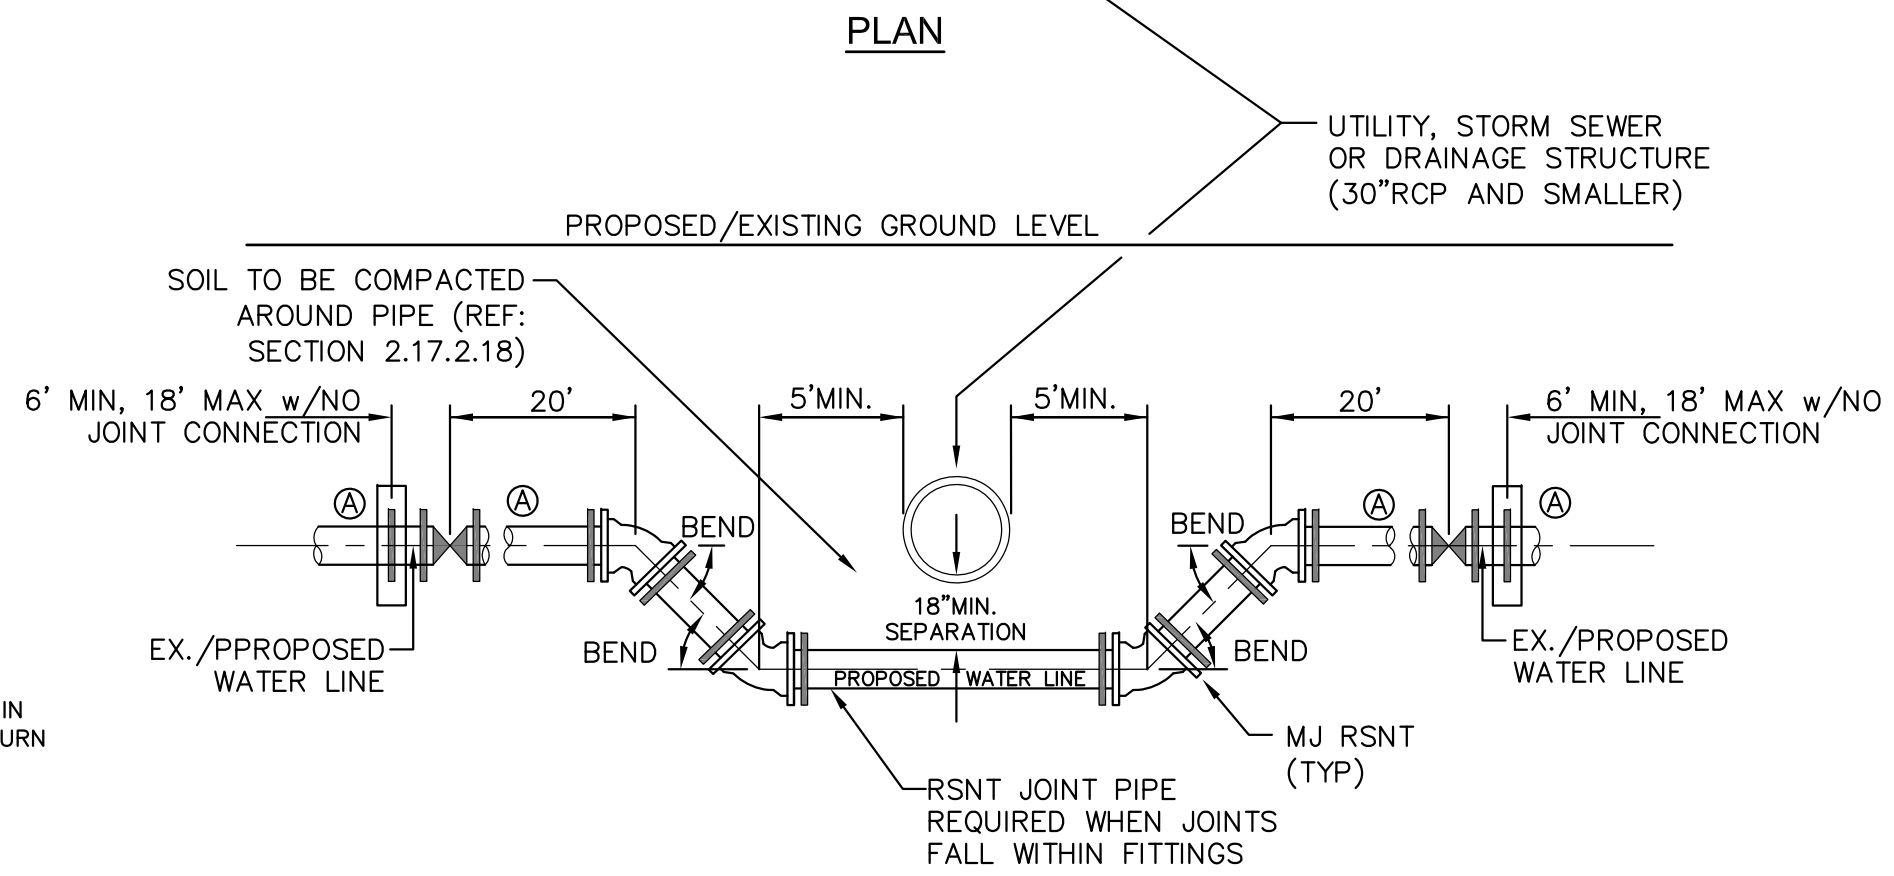 PLAN
UTILITY, STORM SEWER
OR DRAINAGE STRUCTURE
(30”RCP AND SMALLER)
PROPOSED/EXISTING GROUND LEVEL
SOIL TO BE COMPACTED
AROUND PIPE (REF:
SECTION 2.17.2.18)
6’ MIN, 18’ MAX w/NO
JOINT CONNECTION
20’
5’MIN.
5’MIN.
20’
6’ MIN, 18’ MAX w/NO
JOINT CONNECTION
A
A
BEND
BEND
A
A
18”MIN.
SEPARATION
EX./PPROPOSED
WATER LINE
BEND
PROPOSED WATER LINE
BEND
EX./PROPOSED
WATER LINE
IN
URN
MJ RSNT
(TYP)
RSNT JOINT PIPE
REQUIRED WHEN JOINTS
FALL WITHIN FITTINGS